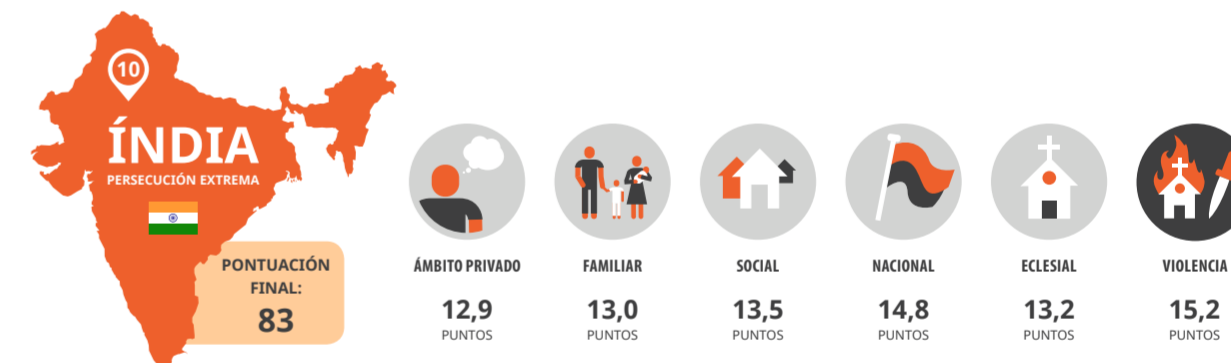 10
ÍNDIA
PERSECUCIÓN EXTREMA
PONTUACIÓN
FINAL:
83
ÁMBITO PRIVADO
12,9
PUNTOS
FAMILIAR
13,0
PUNTOS
SOCIAL
13,5
PUNTOS
NACIONAL
14,8
PUNTOS
ECLESIAL
13,2
PUNTOS
VIOLENCIA
15,2
PUNTOS